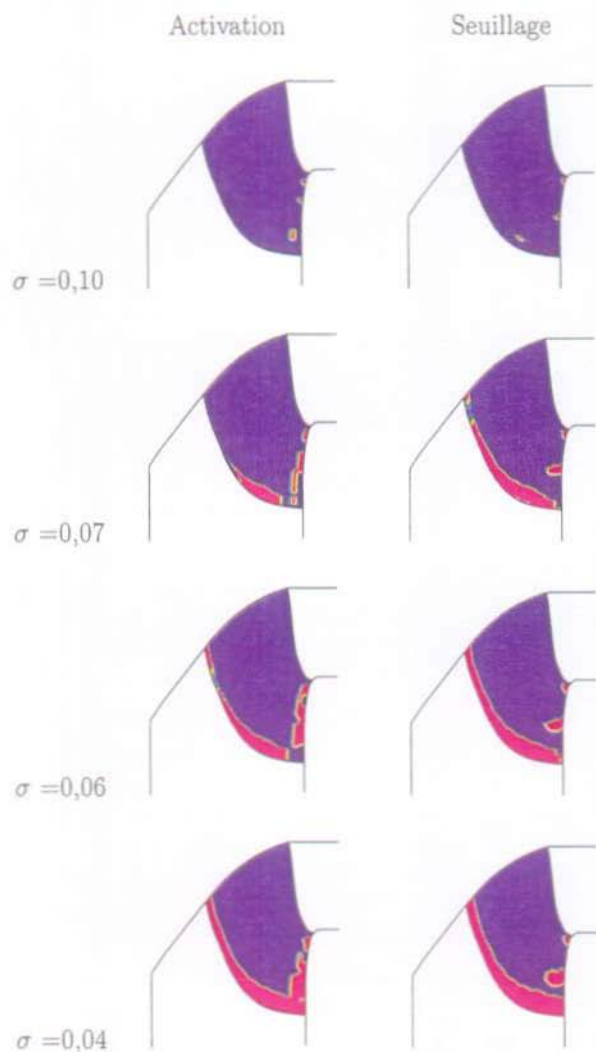 Activation Seuillage
σ =0,10
σ =0,07
σ =0,06
σ =0,04